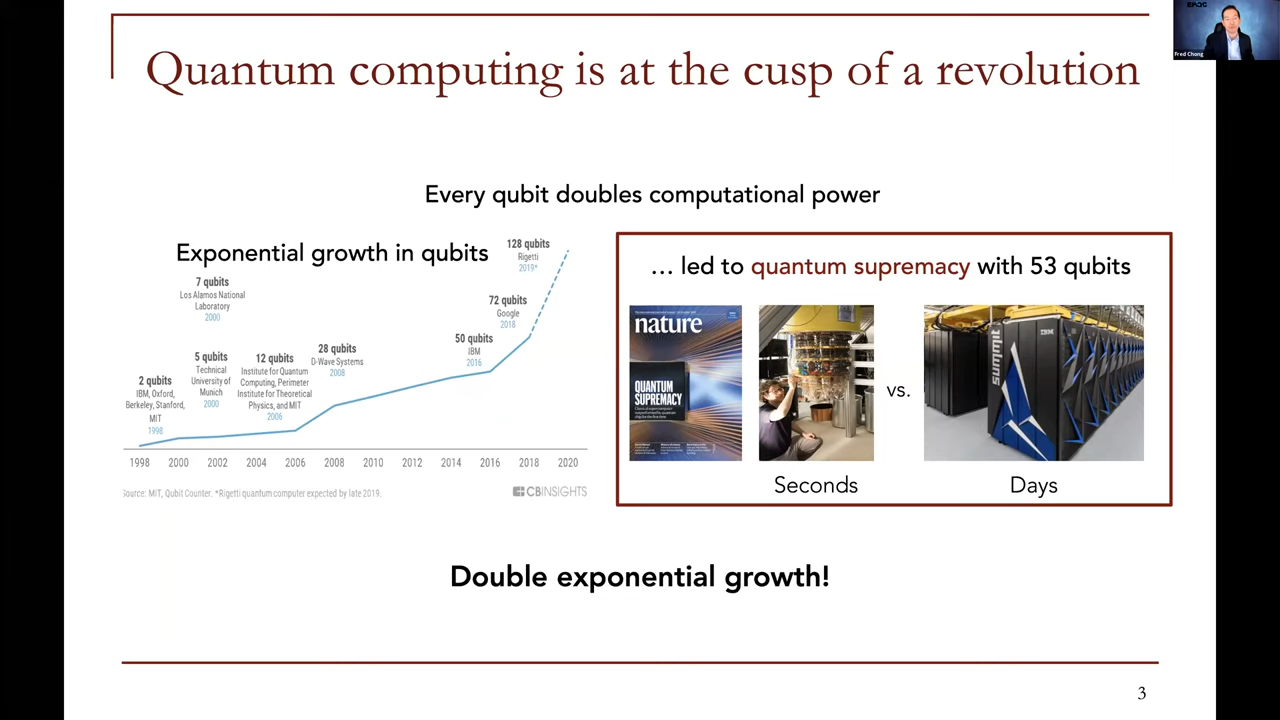 Fred Chong
Quantum computing is at the cusp of a revolution
Every qubit doubles computational power
Exponential growth in qubits
128 qubits
Rigetti
2019*
7 qubits
Los Alamos National
Laboratory
2000
72 qubits
Google
2018
50 qubits
IBM
2016
28 qubits
D-Wave Systems
2008
5 qubits
Technical
University of
Munich
2000
12 qubits
Institute for Quantum
Computing, Perimeter
Institute for Theoretical
Physics, and MIT
2006
2 qubits
IBM, Oxford,
Berkeley, Stanford,
MIT
1998
1998 2000 2002 2004 2006 2008 2010 2012 2014 2016 2018 2020
Source: MIT, Qubit Counter. *Rigetti quantum computer expected by late 2019.
CBINSIGHTS
… led to quantum supremacy with 53 qubits
nature
QUANTUM
SUPREMACY
vs.
summit
IBM
Seconds
Days
Double exponential growth!
3